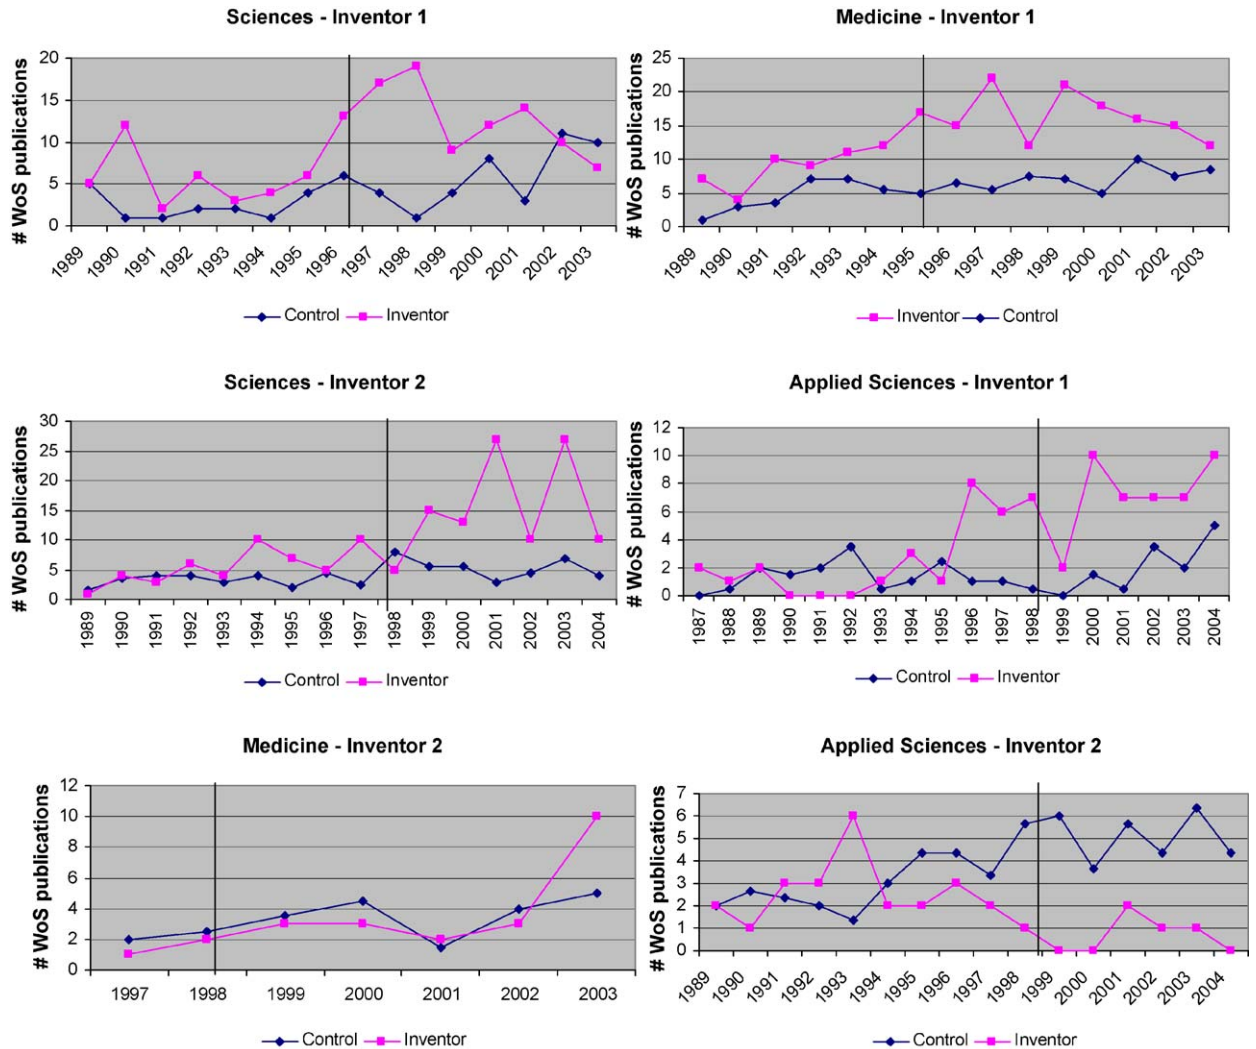 Sciences - Inventor 1
# WoS publications
20
15
10
5
0
1989 1990 1991 1992 1993 1994 1995 1996 1997 1998 1999 2000 2001 2002 2003
Control Inventor
Medicine - Inventor 1
# WoS publications
25
20
15
10
5
0
1989 1990 1991 1992 1993 1994 1995 1996 1997 1998 1999 2000 2001 2002 2003
Inventor Control
Sciences - Inventor 2
# WoS publications
30
25
20
15
10
5
0
1989 1990 1991 1992 1993 1994 1995 1996 1997 1998 1999 2000 2001 2002 2003 2004
Control Inventor
Applied Sciences - Inventor 1
# WoS publications
12
10
8
6
4
2
0
1987 1988 1989 1990 1991 1992 1993 1994 1995 1996 1997 1998 1999 2000 2001 2002 2003 2004
Control Inventor
Medicine - Inventor 2
# WoS publications
12
10
8
6
4
2
0
1997 1998 1999 2000 2001 2002 2003
Control Inventor
Applied Sciences - Inventor 2
# WoS publications
7
6
5
4
3
2
1
0
1989 1990 1991 1992 1993 1994 1995 1996 1997 1998 1999 2000 2001 2002 2003 2004
Control Inventor